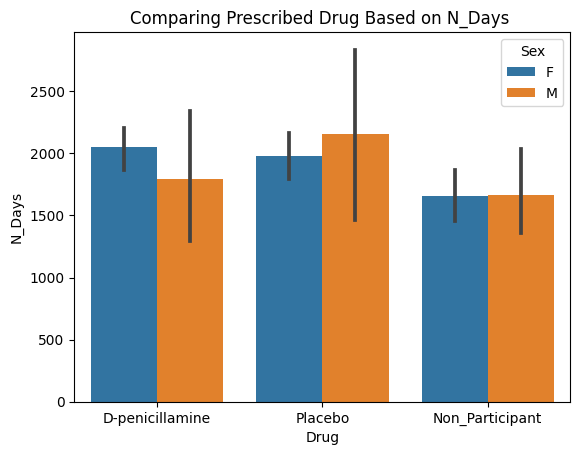 Comparing Prescribed Drug Based on N_Days
Sex
F
M
N_Days
2500
2000
1500
1000
500
0
D-penicillamine
Placebo
Non_Participant
Drug